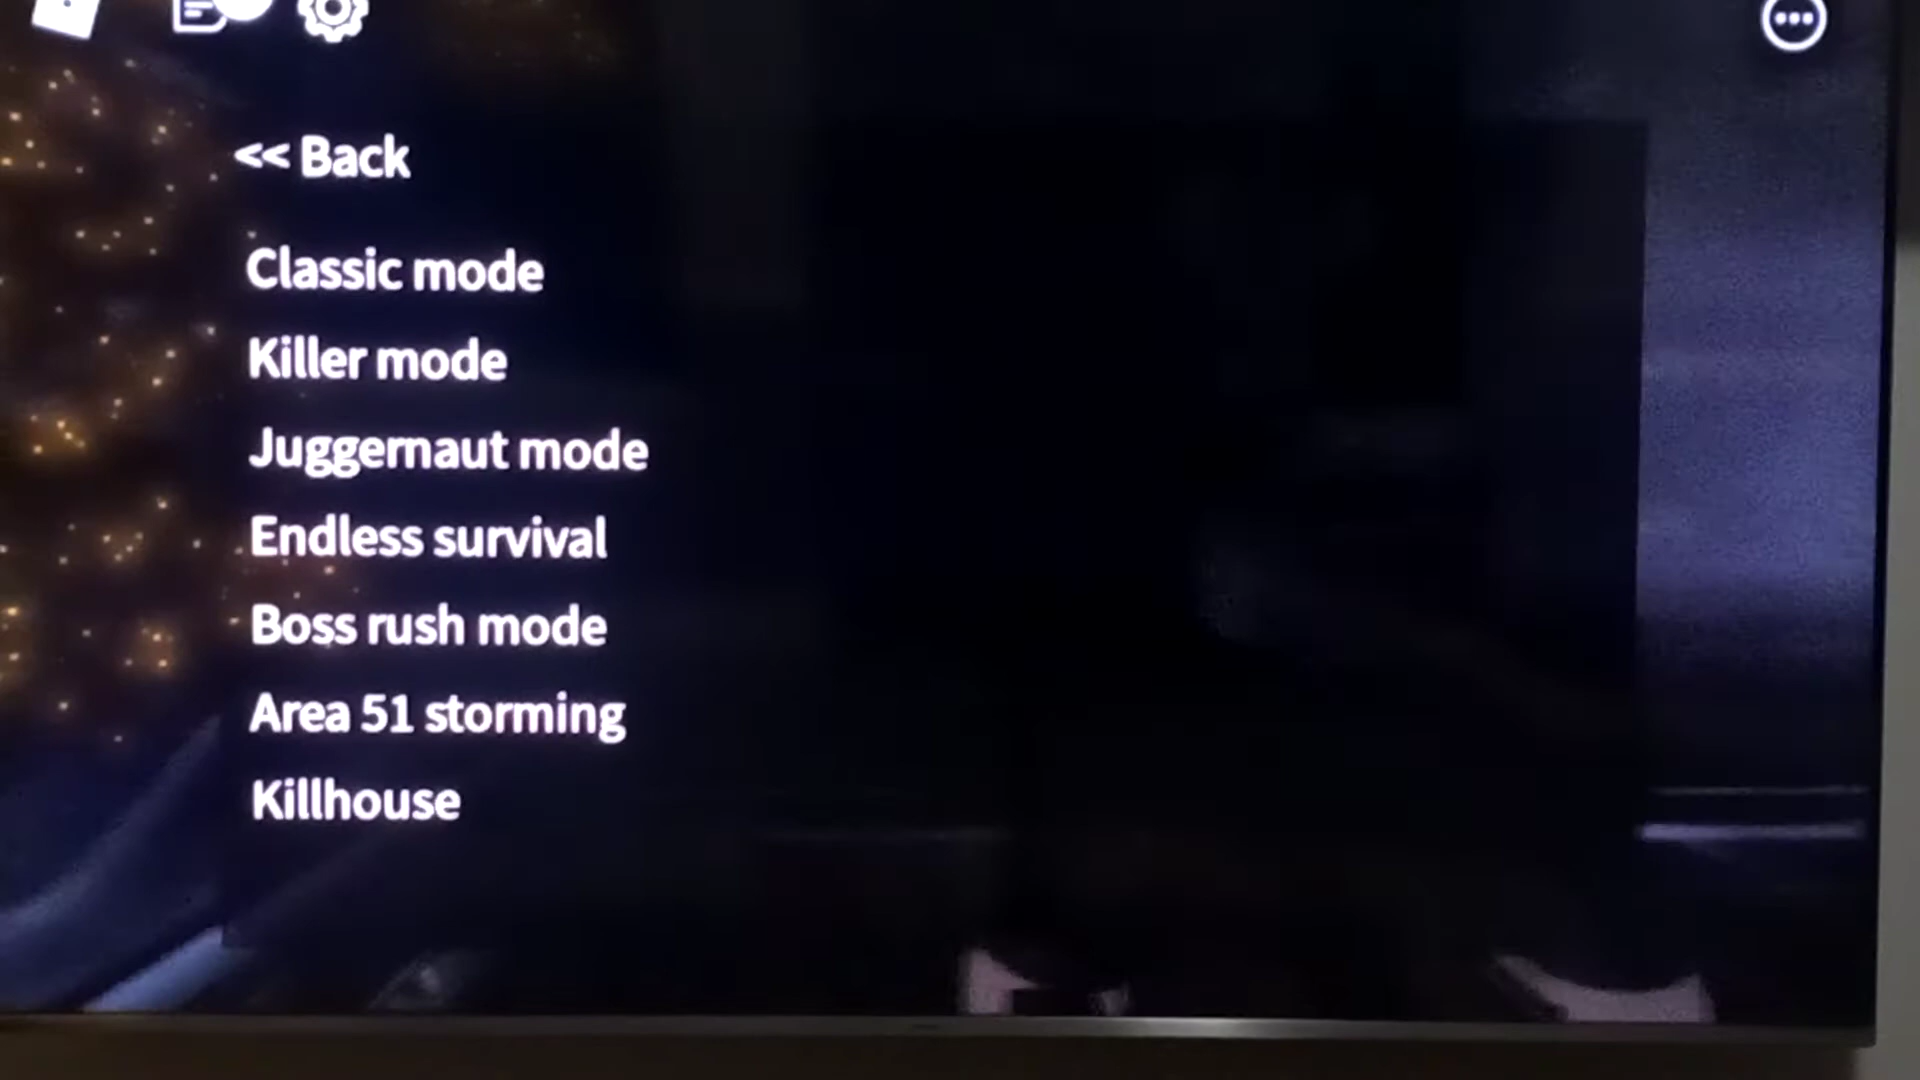 << Back
Classic mode
Killer mode
Juggernaut mode
Endless survival
Boss rush mode
Area 51 storming
Killhouse